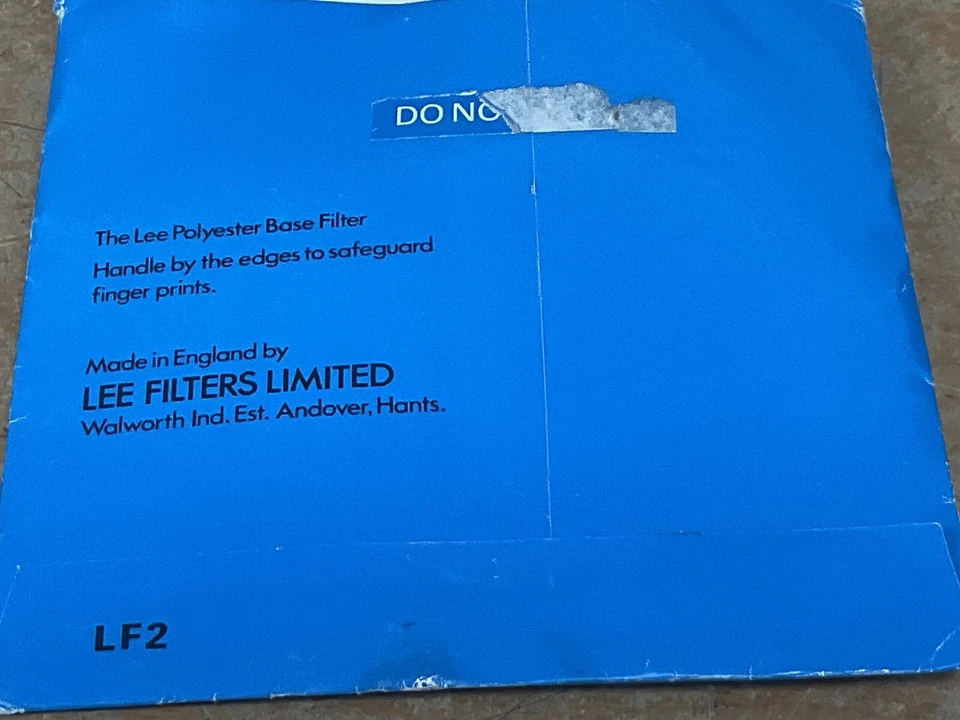 DO NO
The Lee Polyester Base Filter
Handle by the edges to safeguard
finger prints.
Made in England by
LEE FILTERS LIMITED
Walworth Ind. Est. Andover, Hants.
LF2